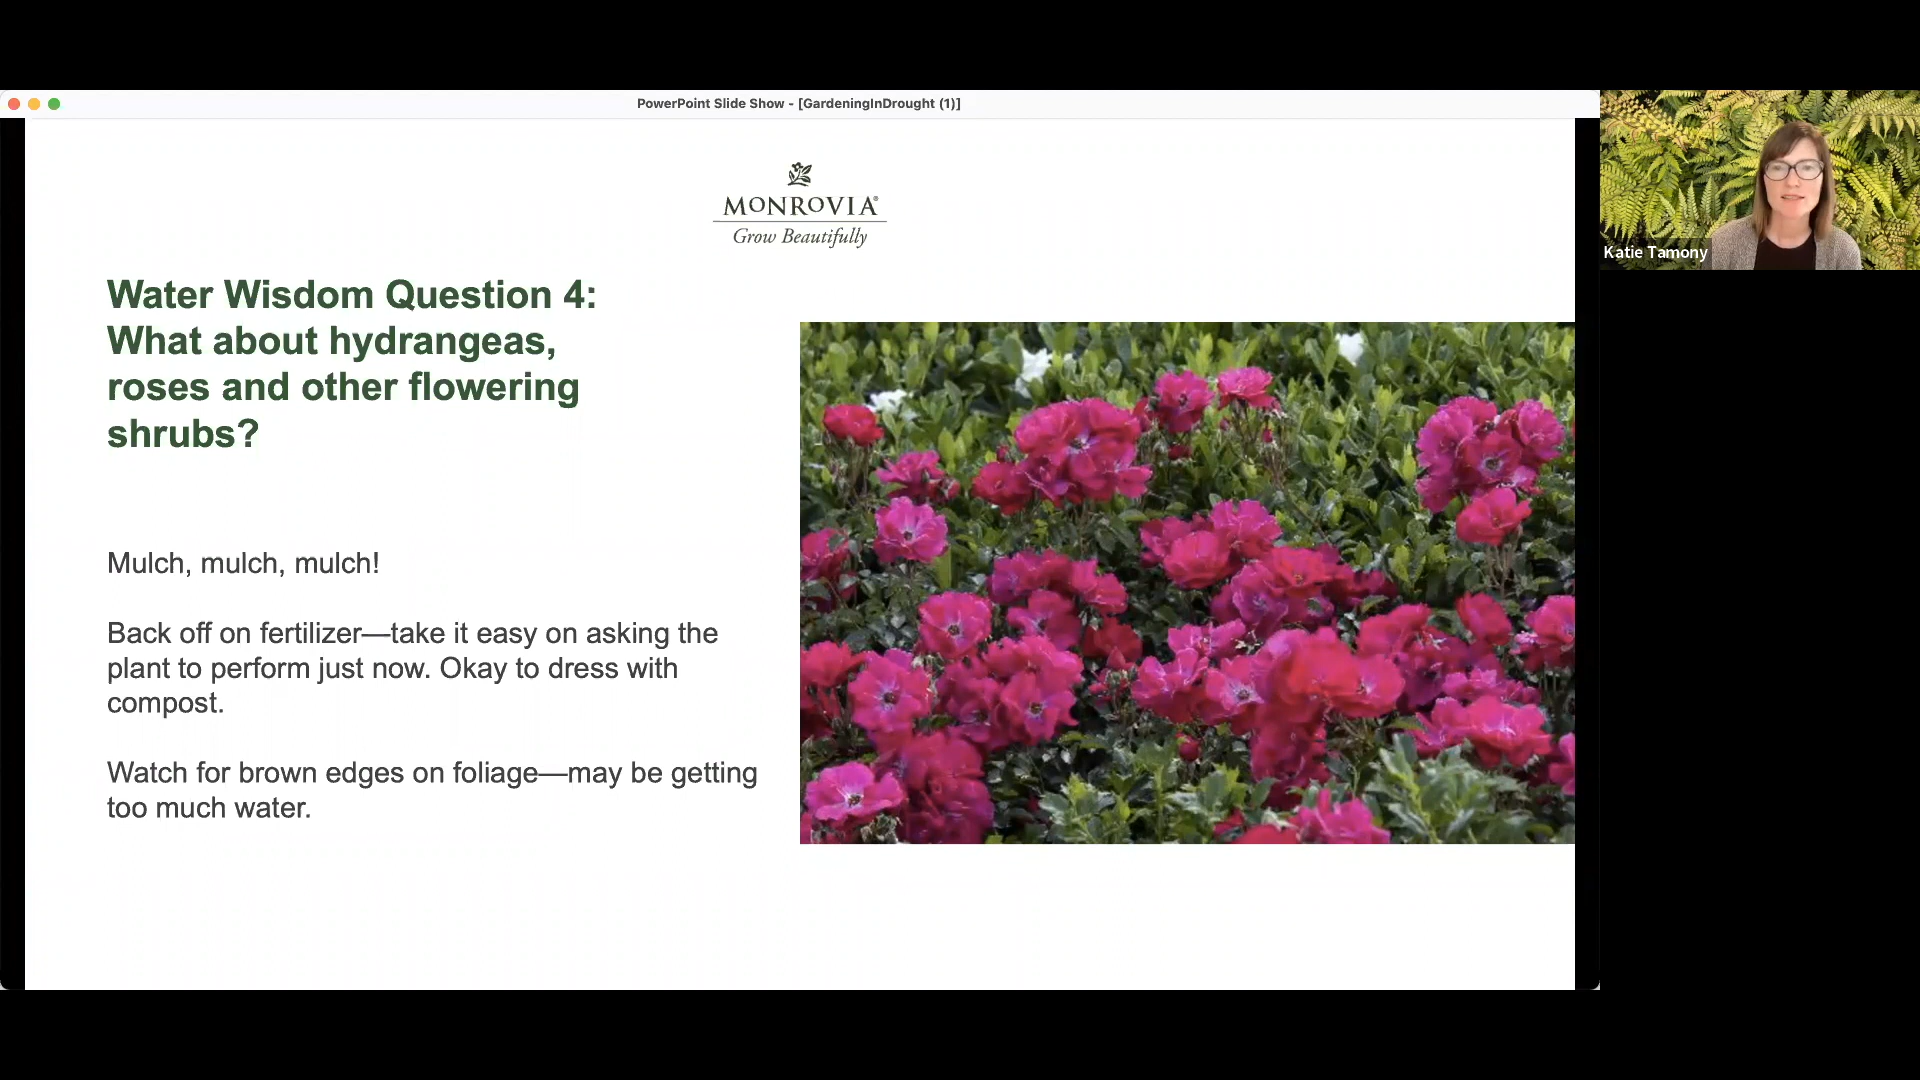 PowerPoint Slide Show - [GardeningInDrought (1)]
MONROVIA®
Grow Beautifully
Katie Tamony
Water Wisdom Question 4:
What about hydrangeas,
roses and other flowering
shrubs?
Mulch, mulch, mulch!
Back off on fertilizer—take it easy on asking the
plant to perform just now. Okay to dress with
compost.
Watch for brown edges on foliage—may be getting
too much water.